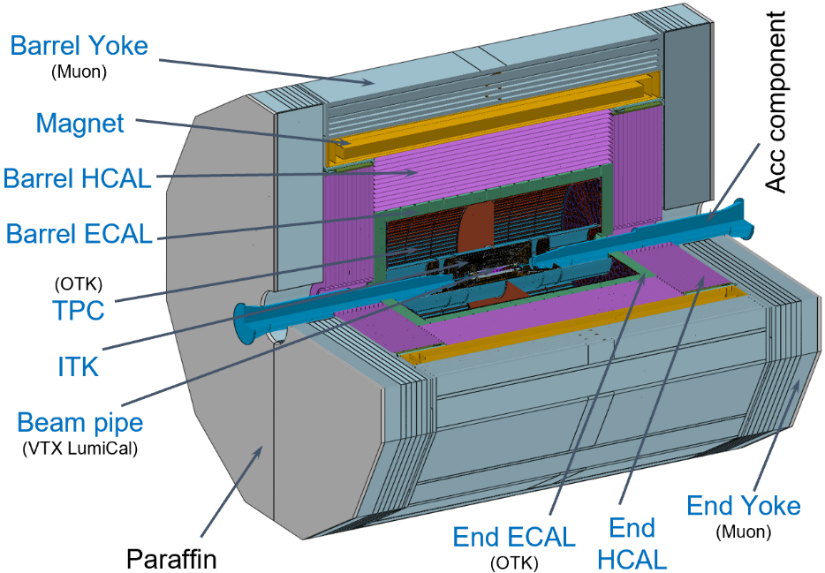 Barrel Yoke
(Muon)
Magnet
Barrel HCAL
Barrel ECAL
(OTK)
TPC
ITK
Beam pipe
(VTX LumiCal)
Paraffin
End ECAL
(OTK)
End
HCAL
End Yoke
(Muon)
Acc component